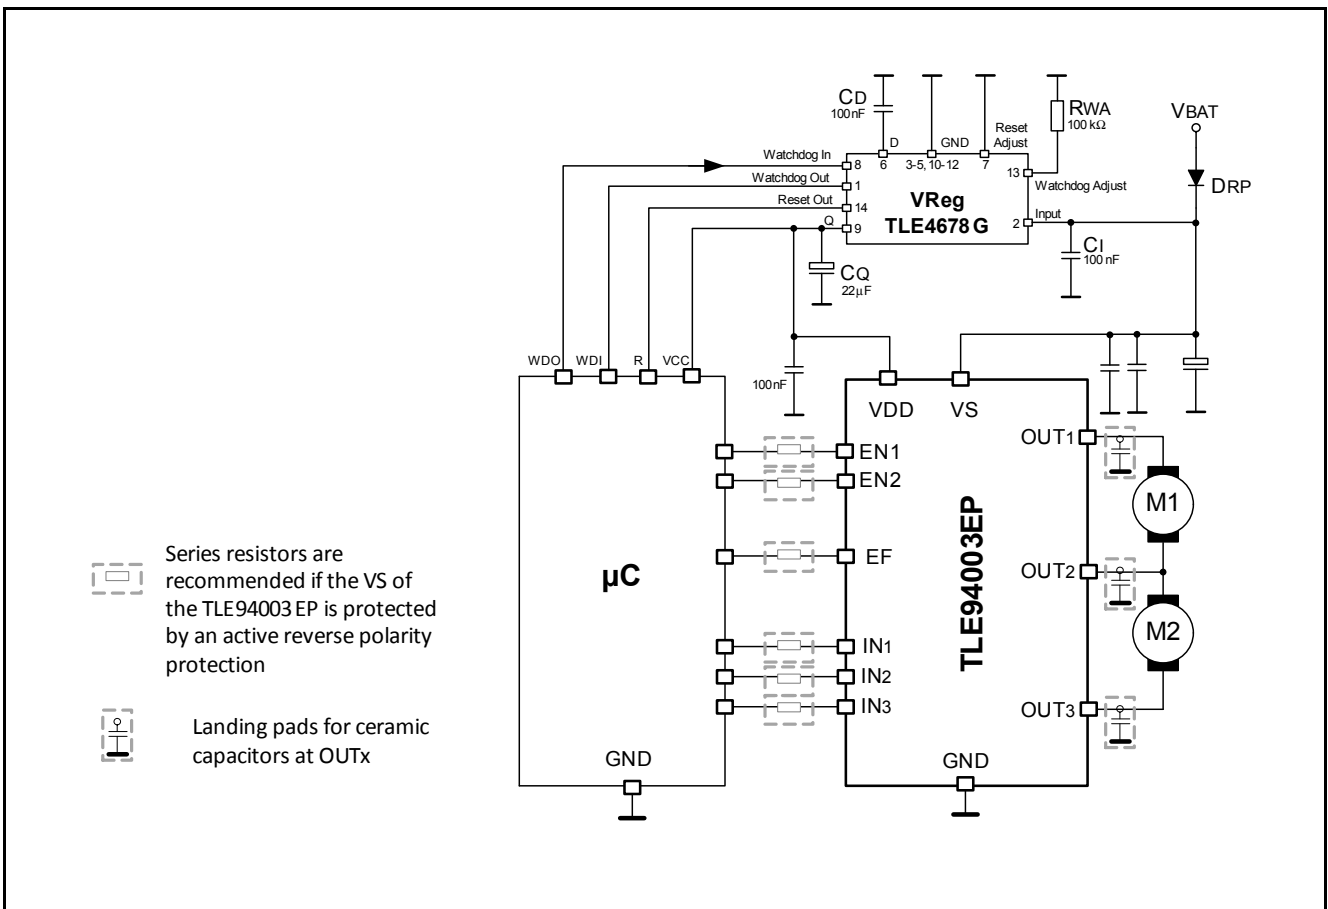 CD
100nF
RWA
100 kΩ
VBAT
D
GND
Reset
Adjust
6
3-5, 10-12
7
Watchdog In
8
13
Watchdog Out
1
Watchdog Adjust
DRP
VReg
Reset Out
14
TLE4678 G
Q
9
2
Input
CI
100 nF
CQ
22µF
WDO
WDI
R
VCC
100nF
VDD
VS
OUT1
EN1
EN2
M1
Series resistors are
recommended if the VS of
the TLE94003 EP is protected
by an active reverse polarity
protection
µC
EF
TLE94003EP
OUT2
M2
IN1
IN2
IN3
OUT3
Landing pads for ceramic
capacitors at OUTx
GND
GND